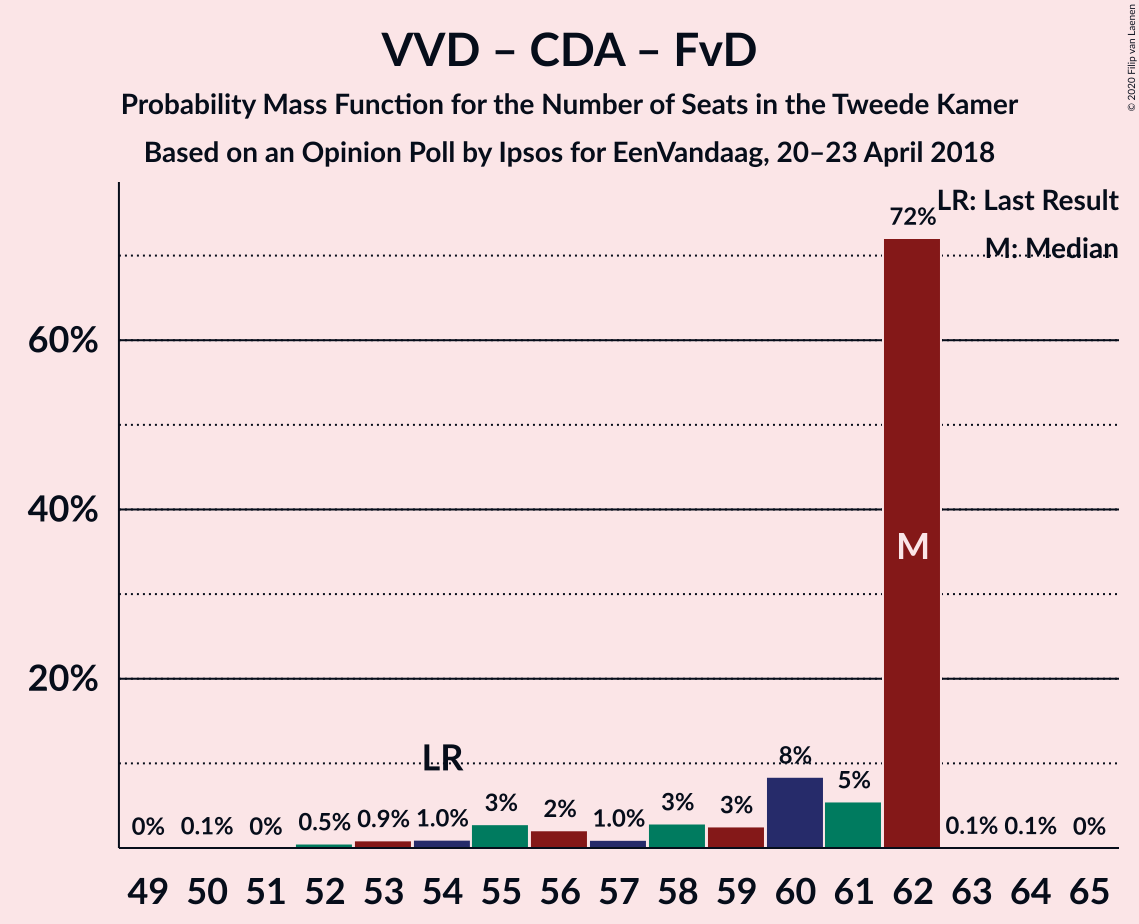 VVD – CDA – FvD
Probability Mass Function for the Number of Seats in the Tweede Kamer
Based on an Opinion Poll by Ipsos for EenVandaag, 20–23 April 2018
© 2020 Filip van Laenen
LR: Last Result
M: Median
60%
40%
20%
0% 0.1% 0% 0.5% 0.9% 1.0% 3% 2% 1.0% 3% 3% 8% 5% 72% 0.1% 0.1% 0%
LR
M
49 50 51 52 53 54 55 56 57 58 59 60 61 62 63 64 65